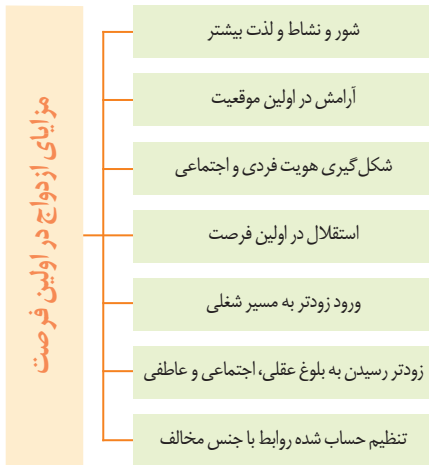 مزایای ازدواج در اولین فرصت
شور و نشاط و لذت بیشتر
آرامش در اولین موقعیت
شکل‌گیری هویت فردی و اجتماعی
استقلال در اولین فرصت
ورود زودتر به مسیر شغلی
زودتر رسیدن به بلوغ عقلی، اجتماعی و عاطفی
تنظیم حساب شده روابط با جنس مخالف